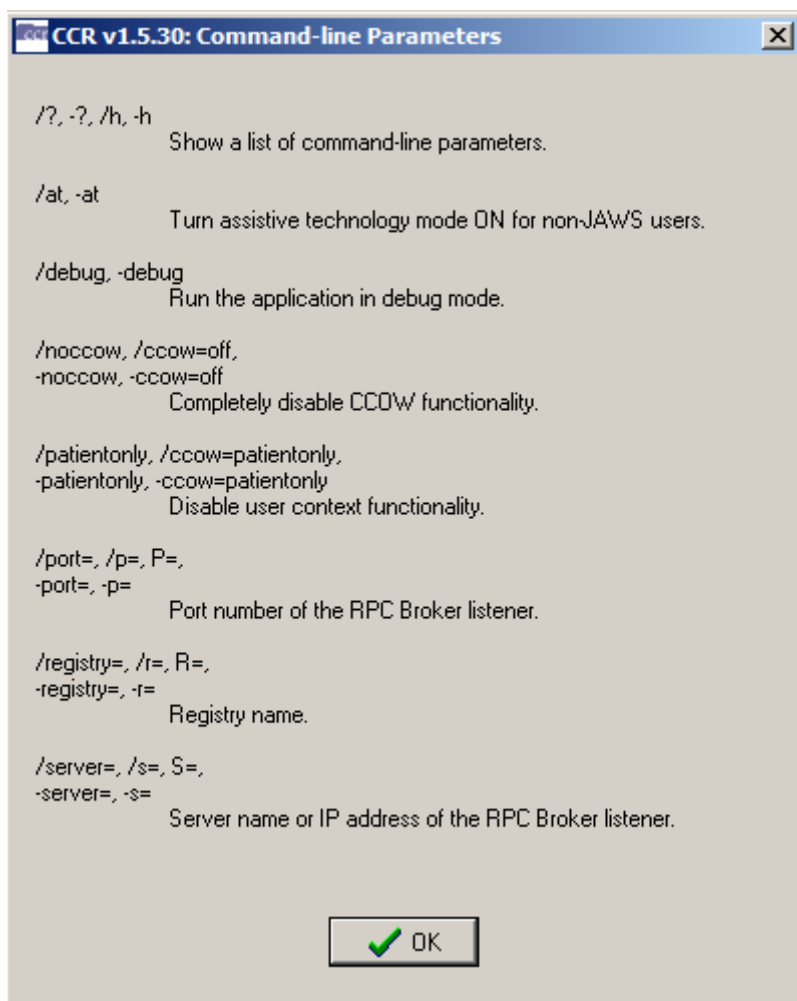 CCR CCR v1.5.30: Command-line Parameters
/?, -?, /h, -h
Show a list of command-line parameters.
/at, -at
Turn assistive technology mode ON for non-JAWS users.
/debug, -debug
Run the application in debug mode.
/noccow, /ccow=off,
-noccow, -ccow=off
Completely disable CCOW functionality.
/patientonly, /ccow=patientonly,
-patientonly, -ccow=patientonly
Disable user context functionality.
/port=, /p=, P=,
-port=, -p=
Port number of the RPC Broker listener.
/registry=, /r=, R=,
-registry=, -r=
Registry name.
/server=, /s=, S=,
-server=, -s=
Server name or IP address of the RPC Broker listener.
OK